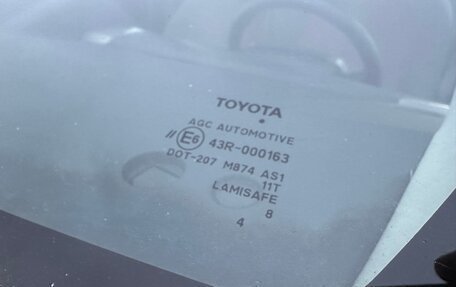 TOYOTA
AGC AUTOMOTIVE
// E6 43R-000163
DOT-207 M874 AS1
11T
LAMISAFE
8
4